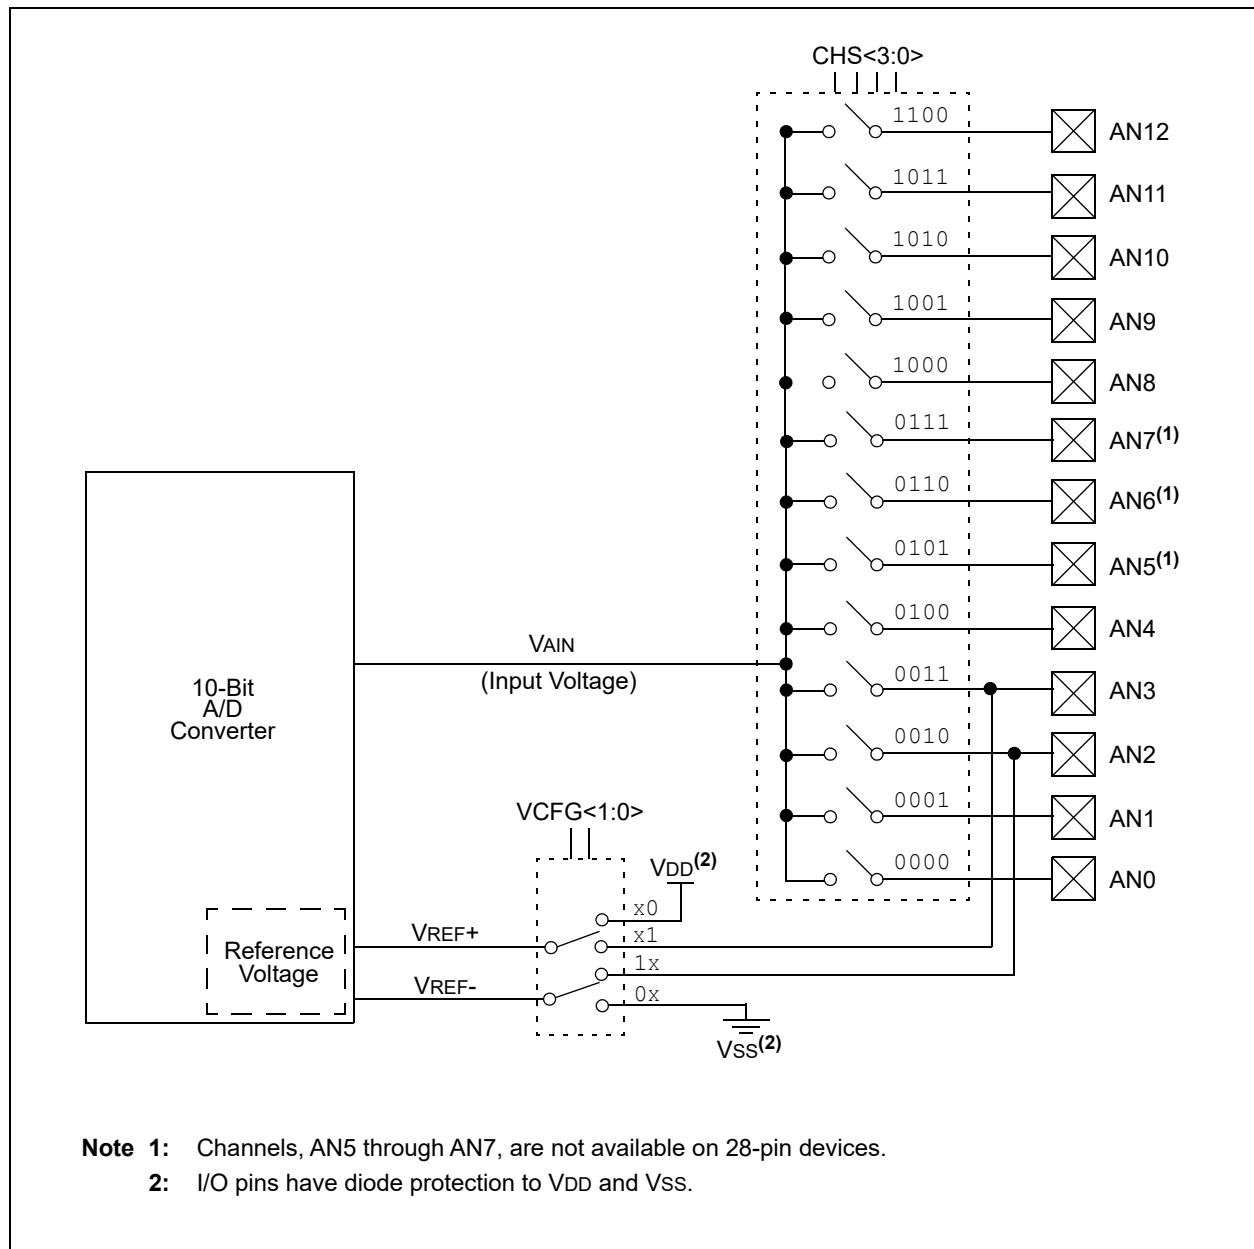 CHS<3:0>
1100 AN12
1011 AN11
1010 AN10
1001 AN9
1000 AN8
0111 AN7(1)
0110 AN6(1)
0101 AN5(1)
0100 AN4
VAIN
(Input Voltage)
0011 AN3
10-Bit
A/D
Converter
0010 AN2
VCFG<1:0>
0001 AN1
VDD(2)
0000 AN0
x0
VREF+
x1
Reference
Voltage
1x
VREF-
0x
VSS(2)
Note 1: Channels, AN5 through AN7, are not available on 28-pin devices.
2: I/O pins have diode protection to VDD and VSS.